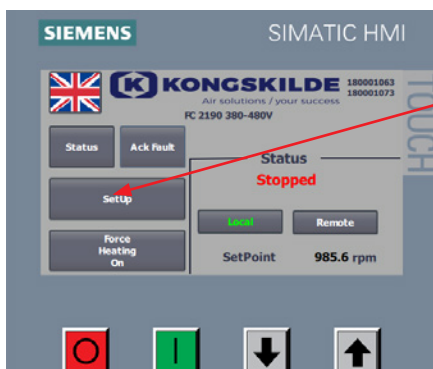 SIEMENS
SIMATIC HMI
TOUCH
K KONGSKILDE
180001063
180001073
Air solutions / your success
FC 2190 380-480V
Status
Ack Fault
Status
Stopped
SetUp
Local
Remote
Force
Heating
On
SetPoint 985.6 rpm